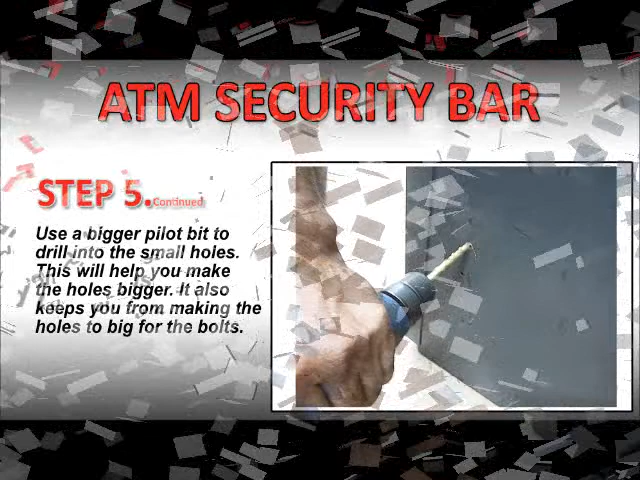 ATM SECURITY BAR
STEP 5.Continued
Use a bigger pilot bit to
drill into the small holes.
This will help you make
the holes bigger. It also
keeps you from making the
holes to big for the bolts.